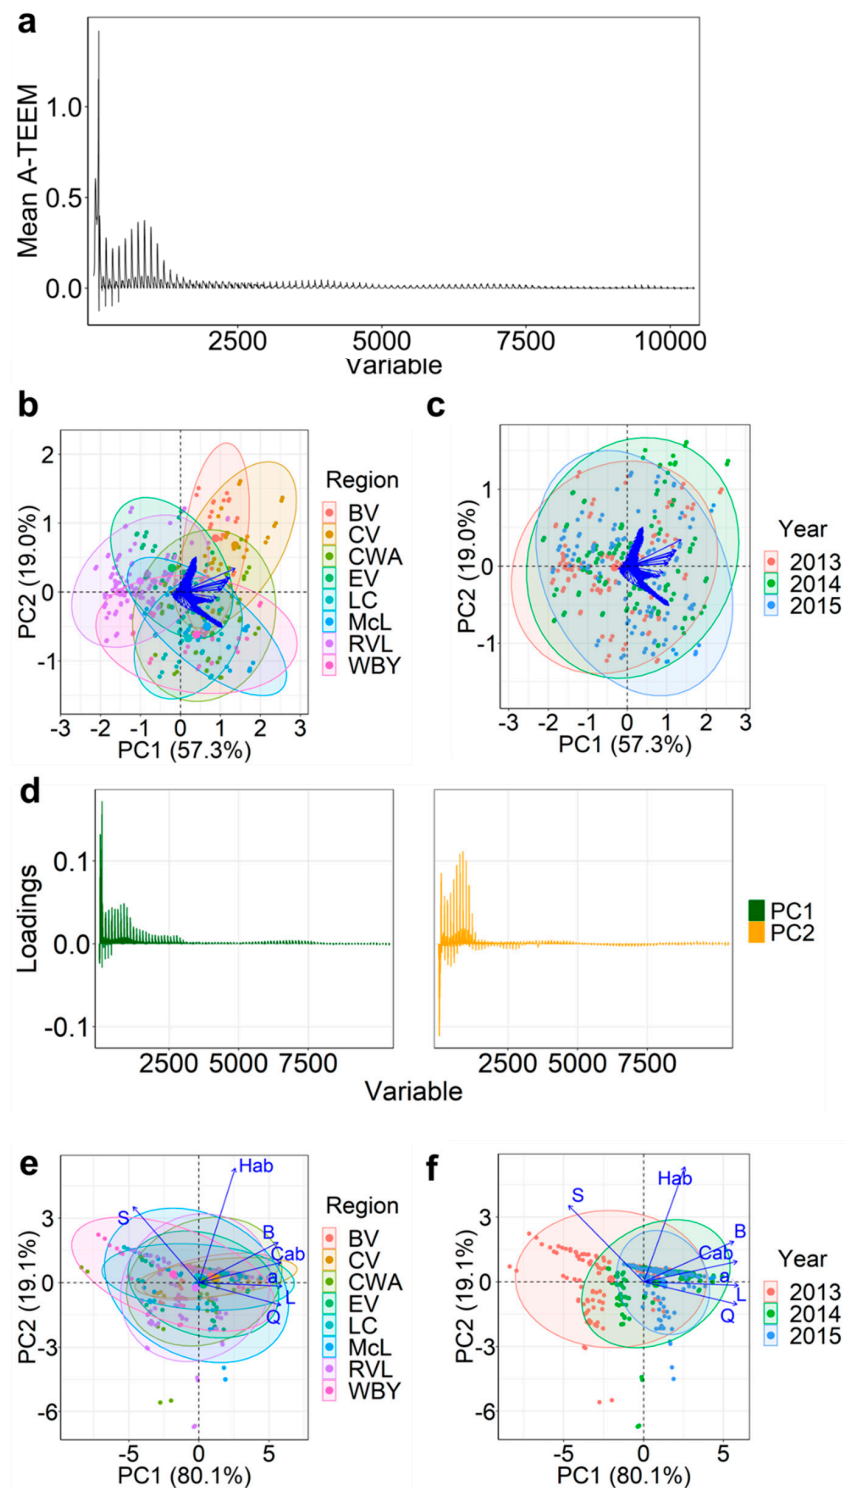 a
Mean A-TEEM
1.0
0.5
0.0
2500 5000 7500 10000
Variable
b
PC2 (19.0%)
2
1
0
-1
-3 -2 -1 0 1 2 3
PC1 (57.3%)
Region
BV
CV
CWA
EV
LC
McL
RVL
WBY
c
PC2 (19.0%)
1
0
-1
-3 -2 -1 0 1 2 3
PC1 (57.3%)
Year
2013
2014
2015
d
Loadings
0.1
0.0
-0.1
2500 5000 7500
2500 5000 7500
Variable
PC1
PC2
e
PC2 (19.1%)
3
0
-3
-6
-5 0 5
PC1 (80.1%)
Hab
S
B
Cab
a
L
Q
Region
BV
CV
CWA
EV
LC
McL
RVL
WBY
f
PC2 (19.1%)
3
0
-3
-6
-5 0 5
PC1 (80.1%)
Hab
S
B
Cab
a
L
Q
Year
2013
2014
2015